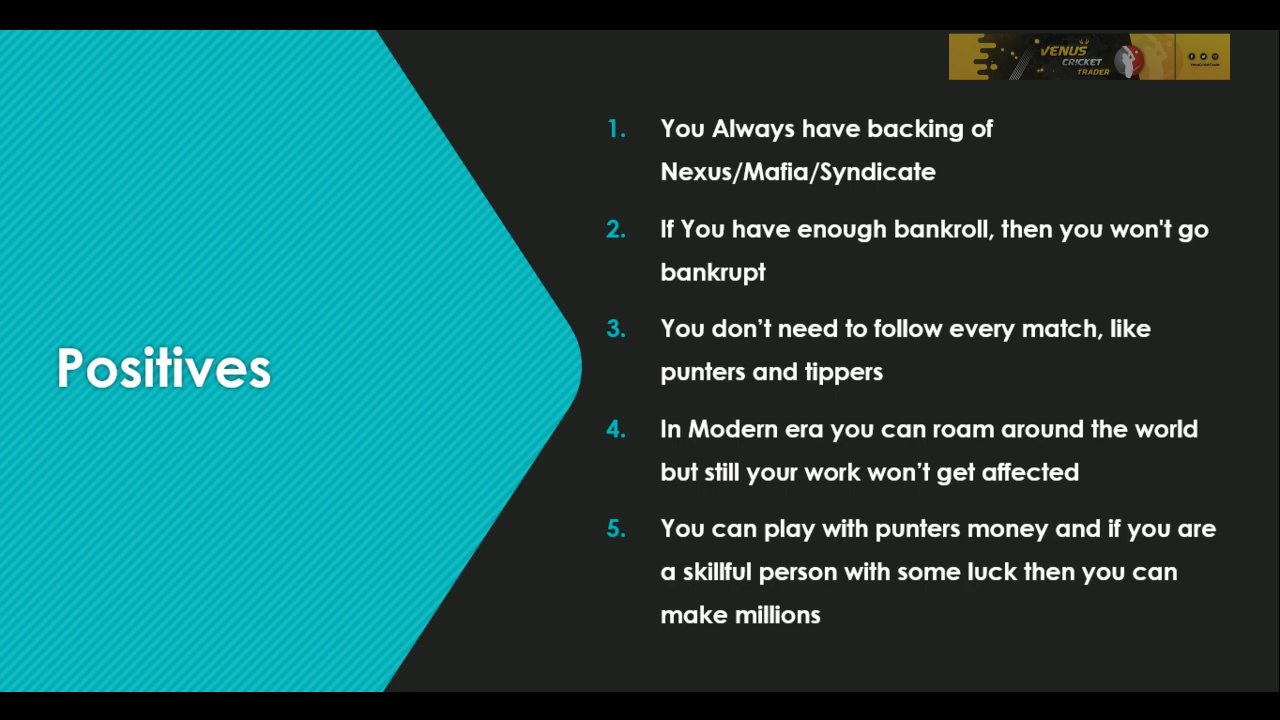 VENUS
CRICKET
TRADER
Positives
1. You Always have backing of
Nexus/Mafia/Syndicate
2. If You have enough bankroll, then you won't go
bankrupt
3. You don’t need to follow every match, like
punters and tippers
4. In Modern era you can roam around the world
but still your work won’t get affected
5. You can play with punters money and if you are
a skillful person with some luck then you can
make millions